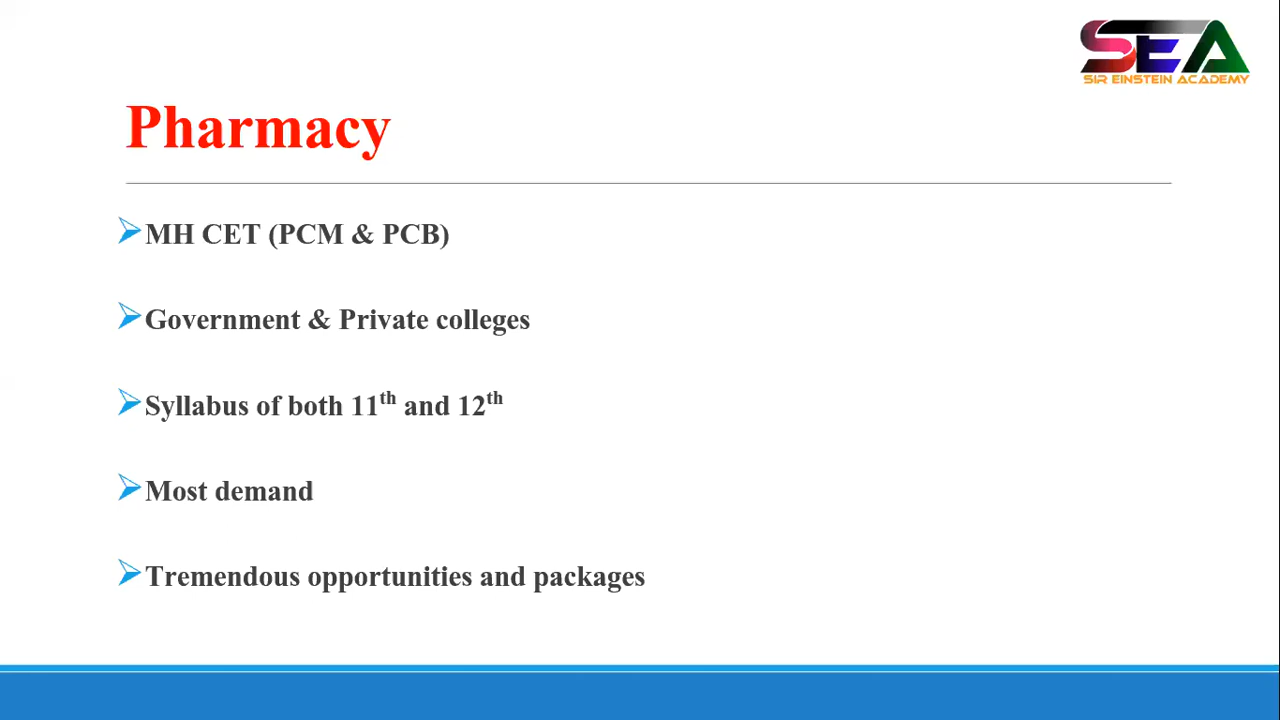 SEA
SIR EINSTEIN ACADEMY
Pharmacy
MH CET (PCM & PCB)
Government & Private colleges
Syllabus of both 11th and 12th
Most demand
Tremendous opportunities and packages